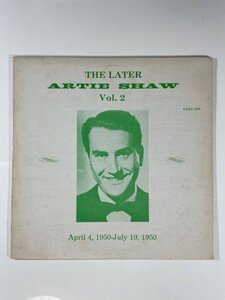 THE LATER
ARTIE SHAW
Vol. 2
April 4, 1950-July 19, 1950